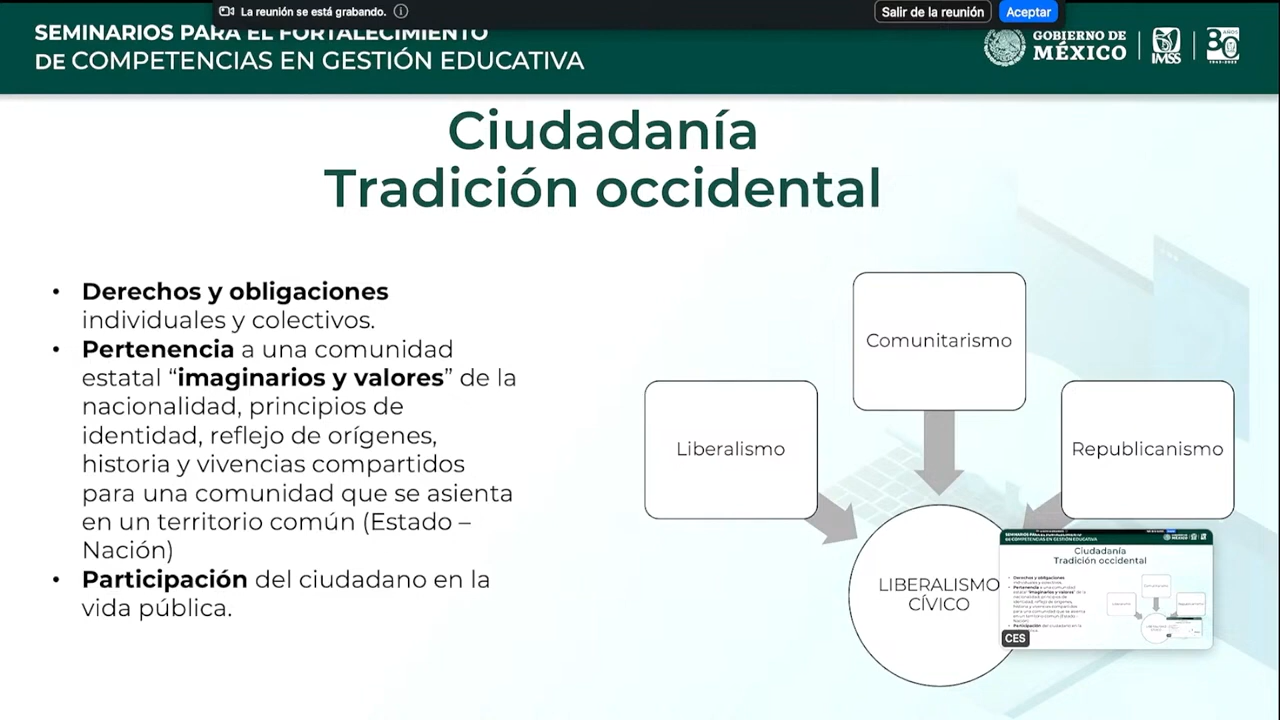 La reunión se está grabando.
Salir de la reunión
Aceptar
SEMINARIOS PARA EL FORTALECIMIENTO
DE COMPETENCIAS EN GESTIÓN EDUCATIVA
GOBIERNO DE
MÉXICO
IMSS
Ciudadanía
Tradición occidental
• Derechos y obligaciones
individuales y colectivos.
• Pertenencia a una comunidad
estatal “imaginarios y valores” de la
nacionalidad, principios de
identidad, reflejo de orígenes,
historia y vivencias compartidos
para una comunidad que se asienta
en un territorio común (Estado –
Nación)
• Participación del ciudadano en la
vida pública.
Comunitarismo
Liberalismo
Republicanismo
LIBERALISMO
CÍVICO
Ciudadanía
Tradición occidental
CES